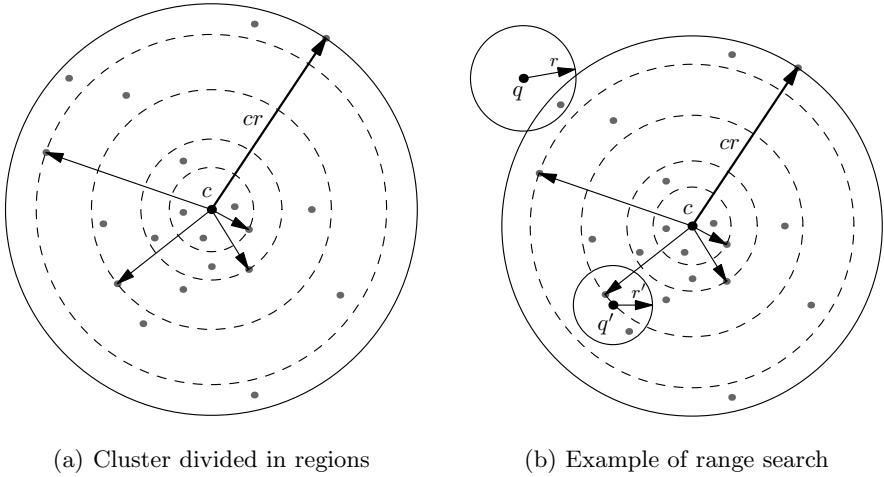 cr
c
(a) Cluster divided in regions
r
q
cr
c
r'
q'
(b) Example of range search